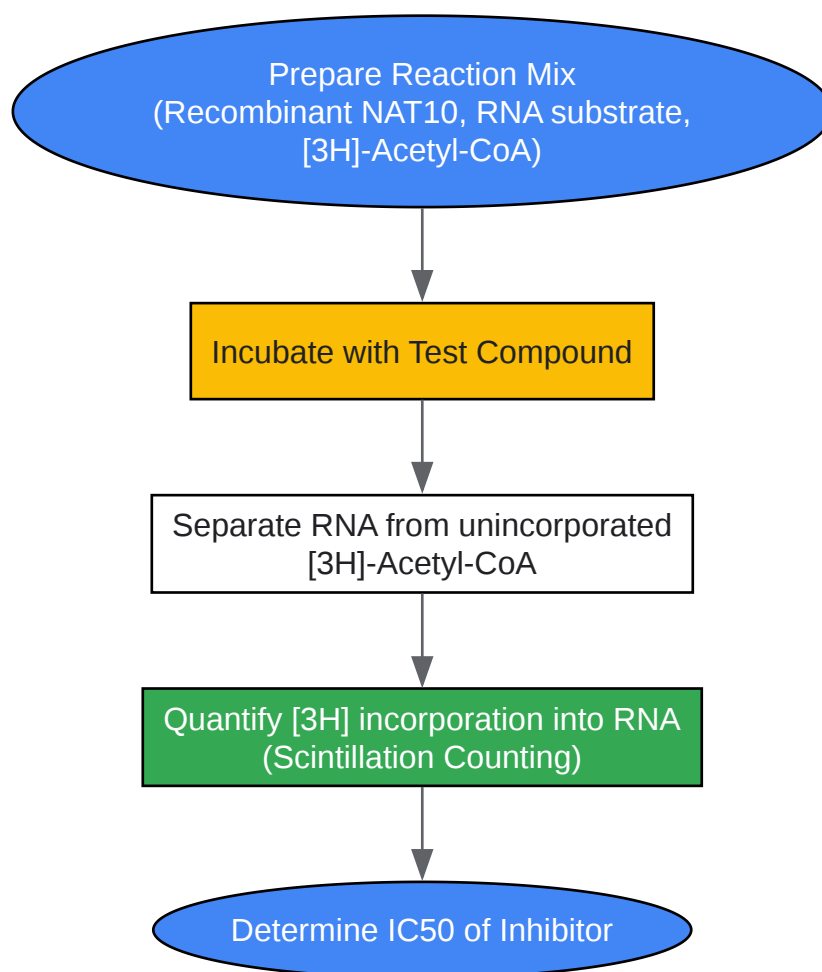 Prepare Reaction Mix
(Recombinant NAT10, RNA substrate,
[3H]-Acetyl-CoA)
Incubate with Test Compound
Separate RNA from unincorporated
[3H]-Acetyl-CoA
Quantify [3H] incorporation into RNA
(Scintillation Counting)
Determine IC50 of Inhibitor